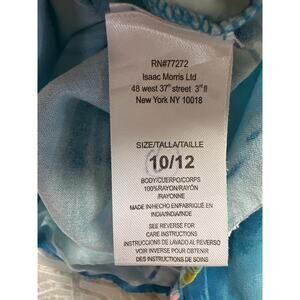 RN#77272
Isaac Morris Ltd
48 west 37th street 3rd fl
New York NY 10018
SIZE/TALLA/TAILLE
10/12
BODY/CUERPO/CORPS
100%RAYON/RAYÓN
/RAYONNE
MADE IN/HECHO EN/FABRIQUÉ EN
INDIA/INDIA/INDE
SEE REVERSE FOR
CARE INSTRUCTIONS
INSTRUCCIONES DE LAVADO AL REVERSO
VOIR INVERSE POUR OBTENIR
DES INSTRUCTIONS DE SOINS